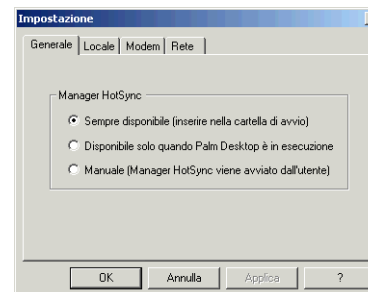 Impostazione
Generale Locale Modem Rete
Manager HotSync
Sempre disponibile (inserire nella cartella di avvio)
Disponibile solo quando Palm Desktop è in esecuzione
Manuale (Manager HotSync viene avviato dall'utente)
OK Annulla Applica ?